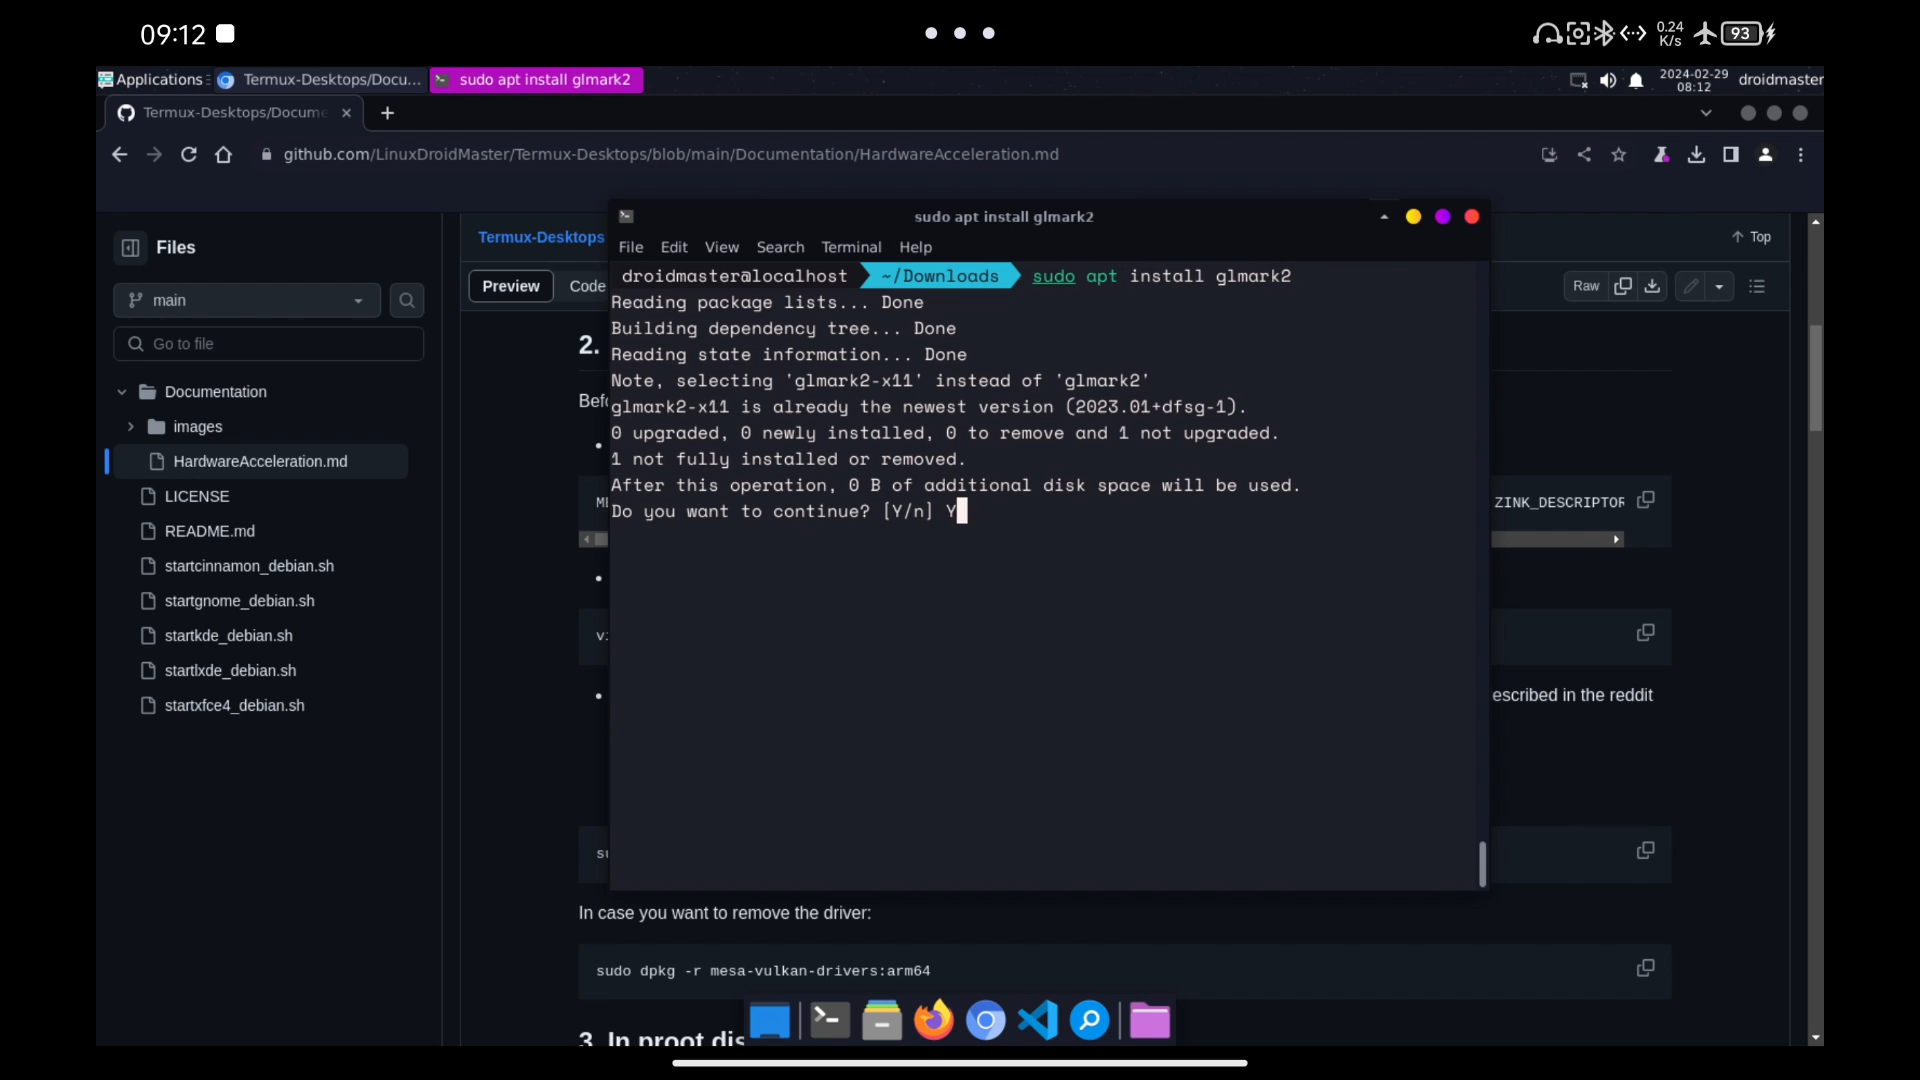 09:12
0.24
K/s
93
Applications
Termux-Desktops/Docu...
sudo apt install glmark2
2024-02-29
08:12
droidmaster
Termux-Desktops/Docume
github.com/LinuxDroidMaster/Termux-Desktops/blob/main/Documentation/HardwareAcceleration.md
Files
main
Go to file
Documentation
images
HardwareAcceleration.md
LICENSE
README.md
startcinnamon_debian.sh
startgnome_debian.sh
startkde_debian.sh
startlxde_debian.sh
startxfce4_debian.sh
Termux-Desktops
Top
Preview
Code
Raw
2.
ZINK_DESCRIPTOR
escribed in the reddit
sudo apt install glmark2
File Edit View Search Terminal Help
droidmaster@localhost ~/Downloads sudo apt install glmark2
Reading package lists... Done
Building dependency tree... Done
Reading state information... Done
Note, selecting 'glmark2-x11' instead of 'glmark2'
glmark2-x11 is already the newest version (2023.01+dfsg-1).
0 upgraded, 0 newly installed, 0 to remove and 1 not upgraded.
1 not fully installed or removed.
After this operation, 0 B of additional disk space will be used.
Do you want to continue? [Y/n] Y
In case you want to remove the driver:
sudo dpkg -r mesa-vulkan-drivers:arm64
3. In proot dis